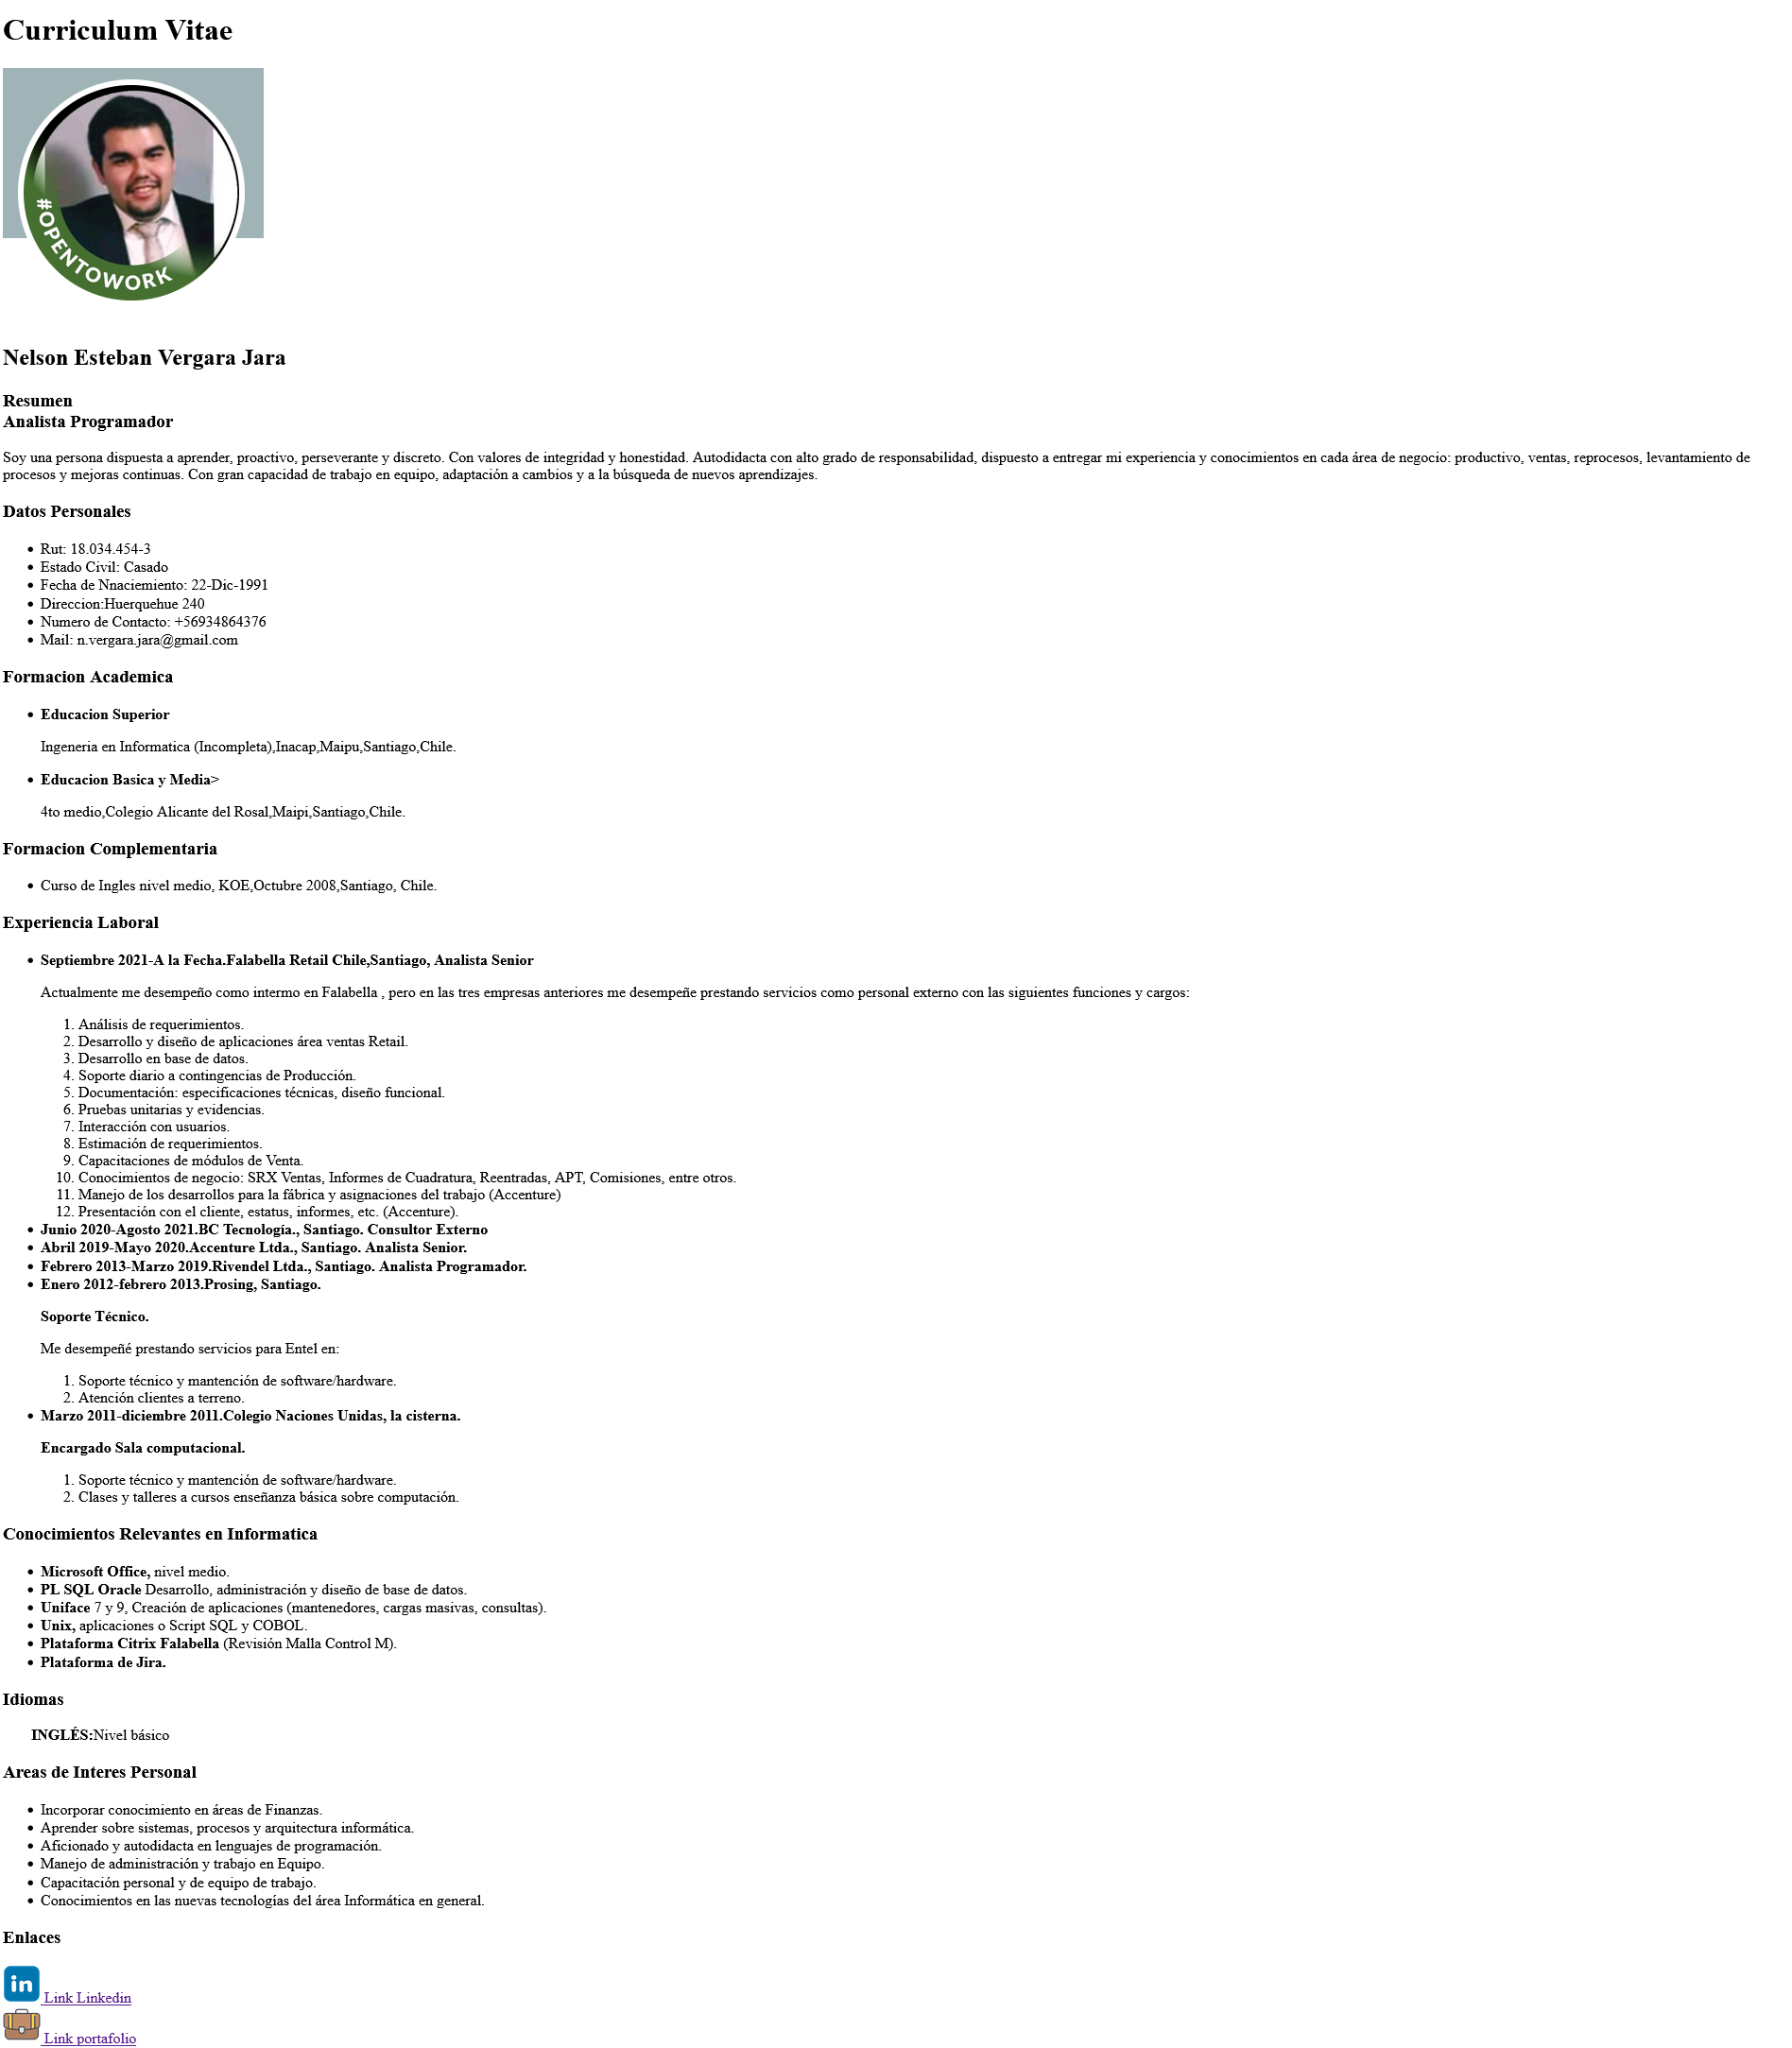 Curriculum Vitae
#OPENTOWORK
Nelson Esteban Vergara Jara
Resumen
Analista Programador
Soy una persona dispuesta a aprender, proactivo, perseverante y discreto. Con valores de integridad y honestidad. Autodidacta con alto grado de responsabilidad, dispuesto a entregar mi experiencia y conocimientos en cada área de negocio: productivo, ventas, reprocesos, levantamiento de
procesos y mejoras continuas. Con gran capacidad de trabajo en equipo, adaptación a cambios y a la búsqueda de nuevos aprendizajes.
Datos Personales
• Rut: 18.034.454-3
• Estado Civil: Casado
• Fecha de Nnaciemiento: 22-Dic-1991
• Direccion:Huerquehue 240
• Numero de Contacto: +56934864376
• Mail: n.vergara.jara@gmail.com
Formacion Academica
• Educacion Superior
Ingeneria en Informatica (Incompleta),Inacap,Maipu,Santiago,Chile.
• Educacion Basica y Media>
4to medio,Colegio Alicante del Rosal,Maipi,Santiago,Chile.
Formacion Complementaria
• Curso de Ingles nivel medio, KOE,Octubre 2008,Santiago, Chile.
Experiencia Laboral
• Septiembre 2021-A la Fecha.Falabella Retail Chile,Santiago, Analista Senior
Actualmente me desempeño como intermo en Falabella , pero en las tres empresas anteriores me desempeñe prestando servicios como personal externo con las siguientes funciones y cargos:
1. Análisis de requerimientos.
2. Desarrollo y diseño de aplicaciones área ventas Retail.
3. Desarrollo en base de datos.
4. Soporte diario a contingencias de Producción.
5. Documentación: especificaciones técnicas, diseño funcional.
6. Pruebas unitarias y evidencias.
7. Interacción con usuarios.
8. Estimación de requerimientos.
9. Capacitaciones de módulos de Venta.
10. Conocimientos de negocio: SRX Ventas, Informes de Cuadratura, Reentradas, APT, Comisiones, entre otros.
11. Manejo de los desarrollos para la fábrica y asignaciones del trabajo (Accenture)
12. Presentación con el cliente, estatus, informes, etc. (Accenture).
• Junio 2020-Agosto 2021.BC Tecnología., Santiago. Consultor Externo
• Abril 2019-Mayo 2020.Accenture Ltda., Santiago. Analista Senior.
• Febrero 2013-Marzo 2019.Rivendel Ltda., Santiago. Analista Programador.
• Enero 2012-febrero 2013.Prosing, Santiago.
Soporte Técnico.
Me desempeñé prestando servicios para Entel en:
1. Soporte técnico y mantención de software/hardware.
2. Atención clientes a terreno.
• Marzo 2011-diciembre 2011.Colegio Naciones Unidas, la cisterna.
Encargado Sala computacional.
1. Soporte técnico y mantención de software/hardware.
2. Clases y talleres a cursos enseñanza básica sobre computación.
Conocimientos Relevantes en Informatica
• Microsoft Office, nivel medio.
• PL SQL Oracle Desarrollo, administración y diseño de base de datos.
• Uniface 7 y 9, Creación de aplicaciones (mantenedores, cargas masivas, consultas).
• Unix, aplicaciones o Script SQL y COBOL.
• Plataforma Citrix Falabella (Revisión Malla Control M).
• Plataforma de Jira.
Idiomas
INGLÉS:Nivel básico
Areas de Interes Personal
• Incorporar conocimiento en áreas de Finanzas.
• Aprender sobre sistemas, procesos y arquitectura informática.
• Aficionado y autodidacta en lenguajes de programación.
• Manejo de administración y trabajo en Equipo.
• Capacitación personal y de equipo de trabajo.
• Conocimientos en las nuevas tecnologías del área Informática en general.
Enlaces
in Link Linkedin
Link portafolio